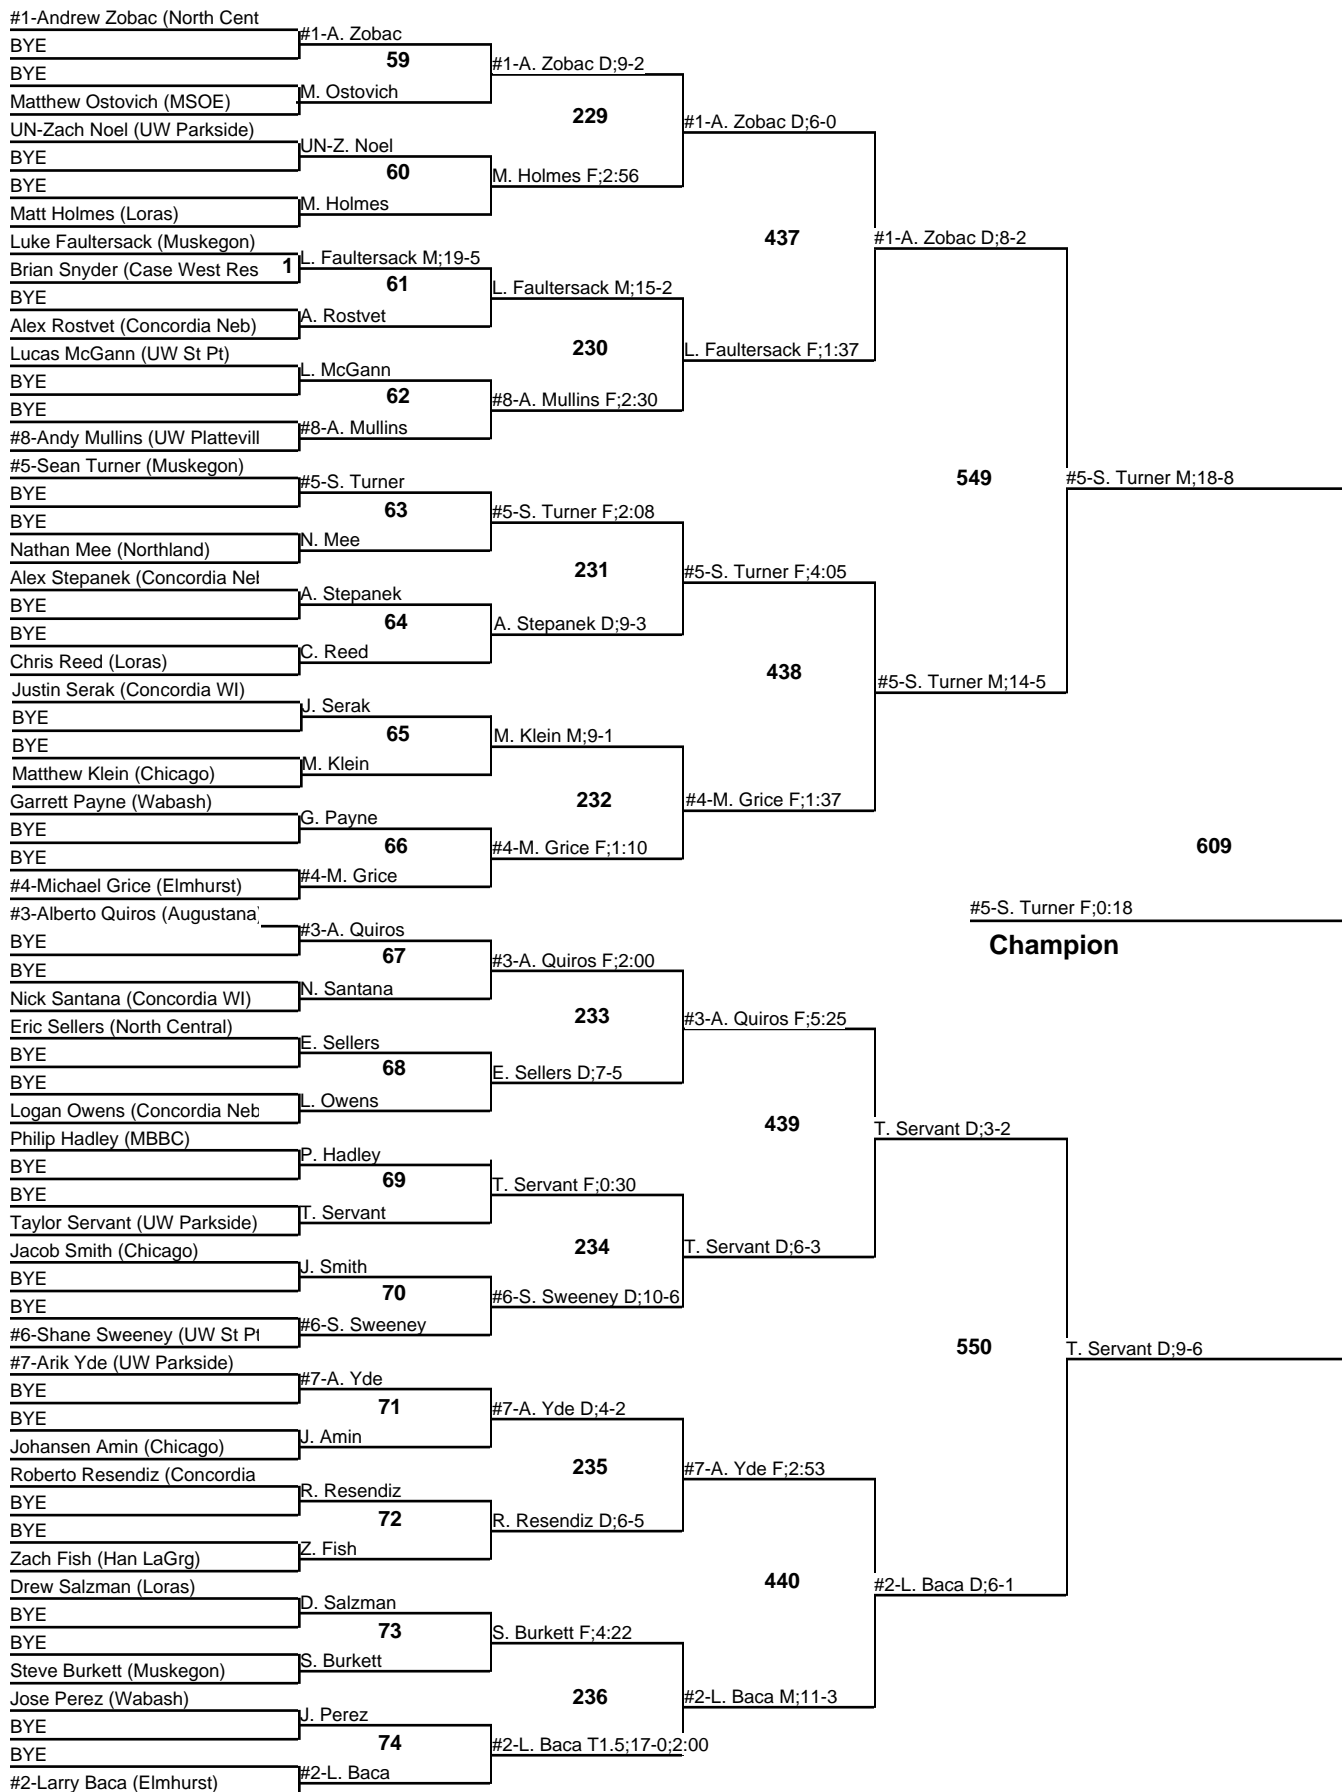 #1-Andrew Zobac (North Cent
BYE
BYE
Matthew Ostovich (MSOE)
UN-Zach Noel (UW Parkside)
BYE
BYE
Matt Holmes (Loras)
Luke Faultersack (Muskegon)
Brian Snyder (Case West Res
BYE
Alex Rostvet (Concordia Neb)
Lucas McGann (UW St Pt)
BYE
BYE
#8-Andy Mullins (UW Plattevill
#5-Sean Turner (Muskegon)
BYE
BYE
Nathan Mee (Northland)
Alex Stepanek (Concordia Neb
BYE
BYE
Chris Reed (Loras)
Justin Serak (Concordia WI)
BYE
BYE
Matthew Klein (Chicago)
Garrett Payne (Wabash)
BYE
BYE
#4-Michael Grice (Elmhurst)
#3-Alberto Quiros (Augustana)
BYE
BYE
Nick Santana (Concordia WI)
Eric Sellers (North Central)
BYE
BYE
Logan Owens (Concordia Neb
Philip Hadley (MBBC)
BYE
BYE
Taylor Servant (UW Parkside)
Jacob Smith (Chicago)
BYE
BYE
#6-Shane Sweeney (UW St Pt
#7-Arik Yde (UW Parkside)
BYE
BYE
Johansen Amin (Chicago)
Roberto Resendiz (Concordia
BYE
BYE
Zach Fish (Han LaGrg)
Drew Salzman (Loras)
BYE
BYE
Steve Burkett (Muskegon)
Jose Perez (Wabash)
BYE
BYE
#2-Larry Baca (Elmhurst)
1
#1-A. Zobac
59
M. Ostovich
UN-Z. Noel
60
M. Holmes
L. Faultersack M;19-5
61
A. Rostvet
L. McGann
62
#8-A. Mullins
#5-S. Turner
63
N. Mee
A. Stepanek
64
C. Reed
J. Serak
65
M. Klein
G. Payne
66
#4-M. Grice
#3-A. Quiros
67
N. Santana
E. Sellers
68
L. Owens
P. Hadley
69
T. Servant
J. Smith
70
#6-S. Sweeney
#7-A. Yde
71
J. Amin
R. Resendiz
72
Z. Fish
D. Salzman
73
S. Burkett
J. Perez
74
#2-L. Baca
#1-A. Zobac D;9-2
229
M. Holmes F;2:56
L. Faultersack M;15-2
230
#8-A. Mullins F;2:30
#5-S. Turner F;2:08
231
A. Stepanek D;9-3
M. Klein M;9-1
232
#4-M. Grice F;1:10
#3-A. Quiros F;2:00
233
E. Sellers D;7-5
T. Servant F;0:30
234
#6-S. Sweeney D;10-6
#7-A. Yde D;4-2
235
R. Resendiz D;6-5
S. Burkett F;4:22
236
#2-L. Baca T1.5;17-0;2:00
#1-A. Zobac D;6-0
437
L. Faultersack F;1:37
#5-S. Turner F;4:05
438
#4-M. Grice F;1:37
#3-A. Quiros F;5:25
439
T. Servant D;6-3
#7-A. Yde F;2:53
440
#2-L. Baca M;11-3
#1-A. Zobac D;8-2
549
#5-S. Turner M;14-5
T. Servant D;3-2
550
#2-L. Baca D;6-1
#5-S. Turner M;18-8
609
T. Servant D;9-6
#5-S. Turner F;0:18
Champion